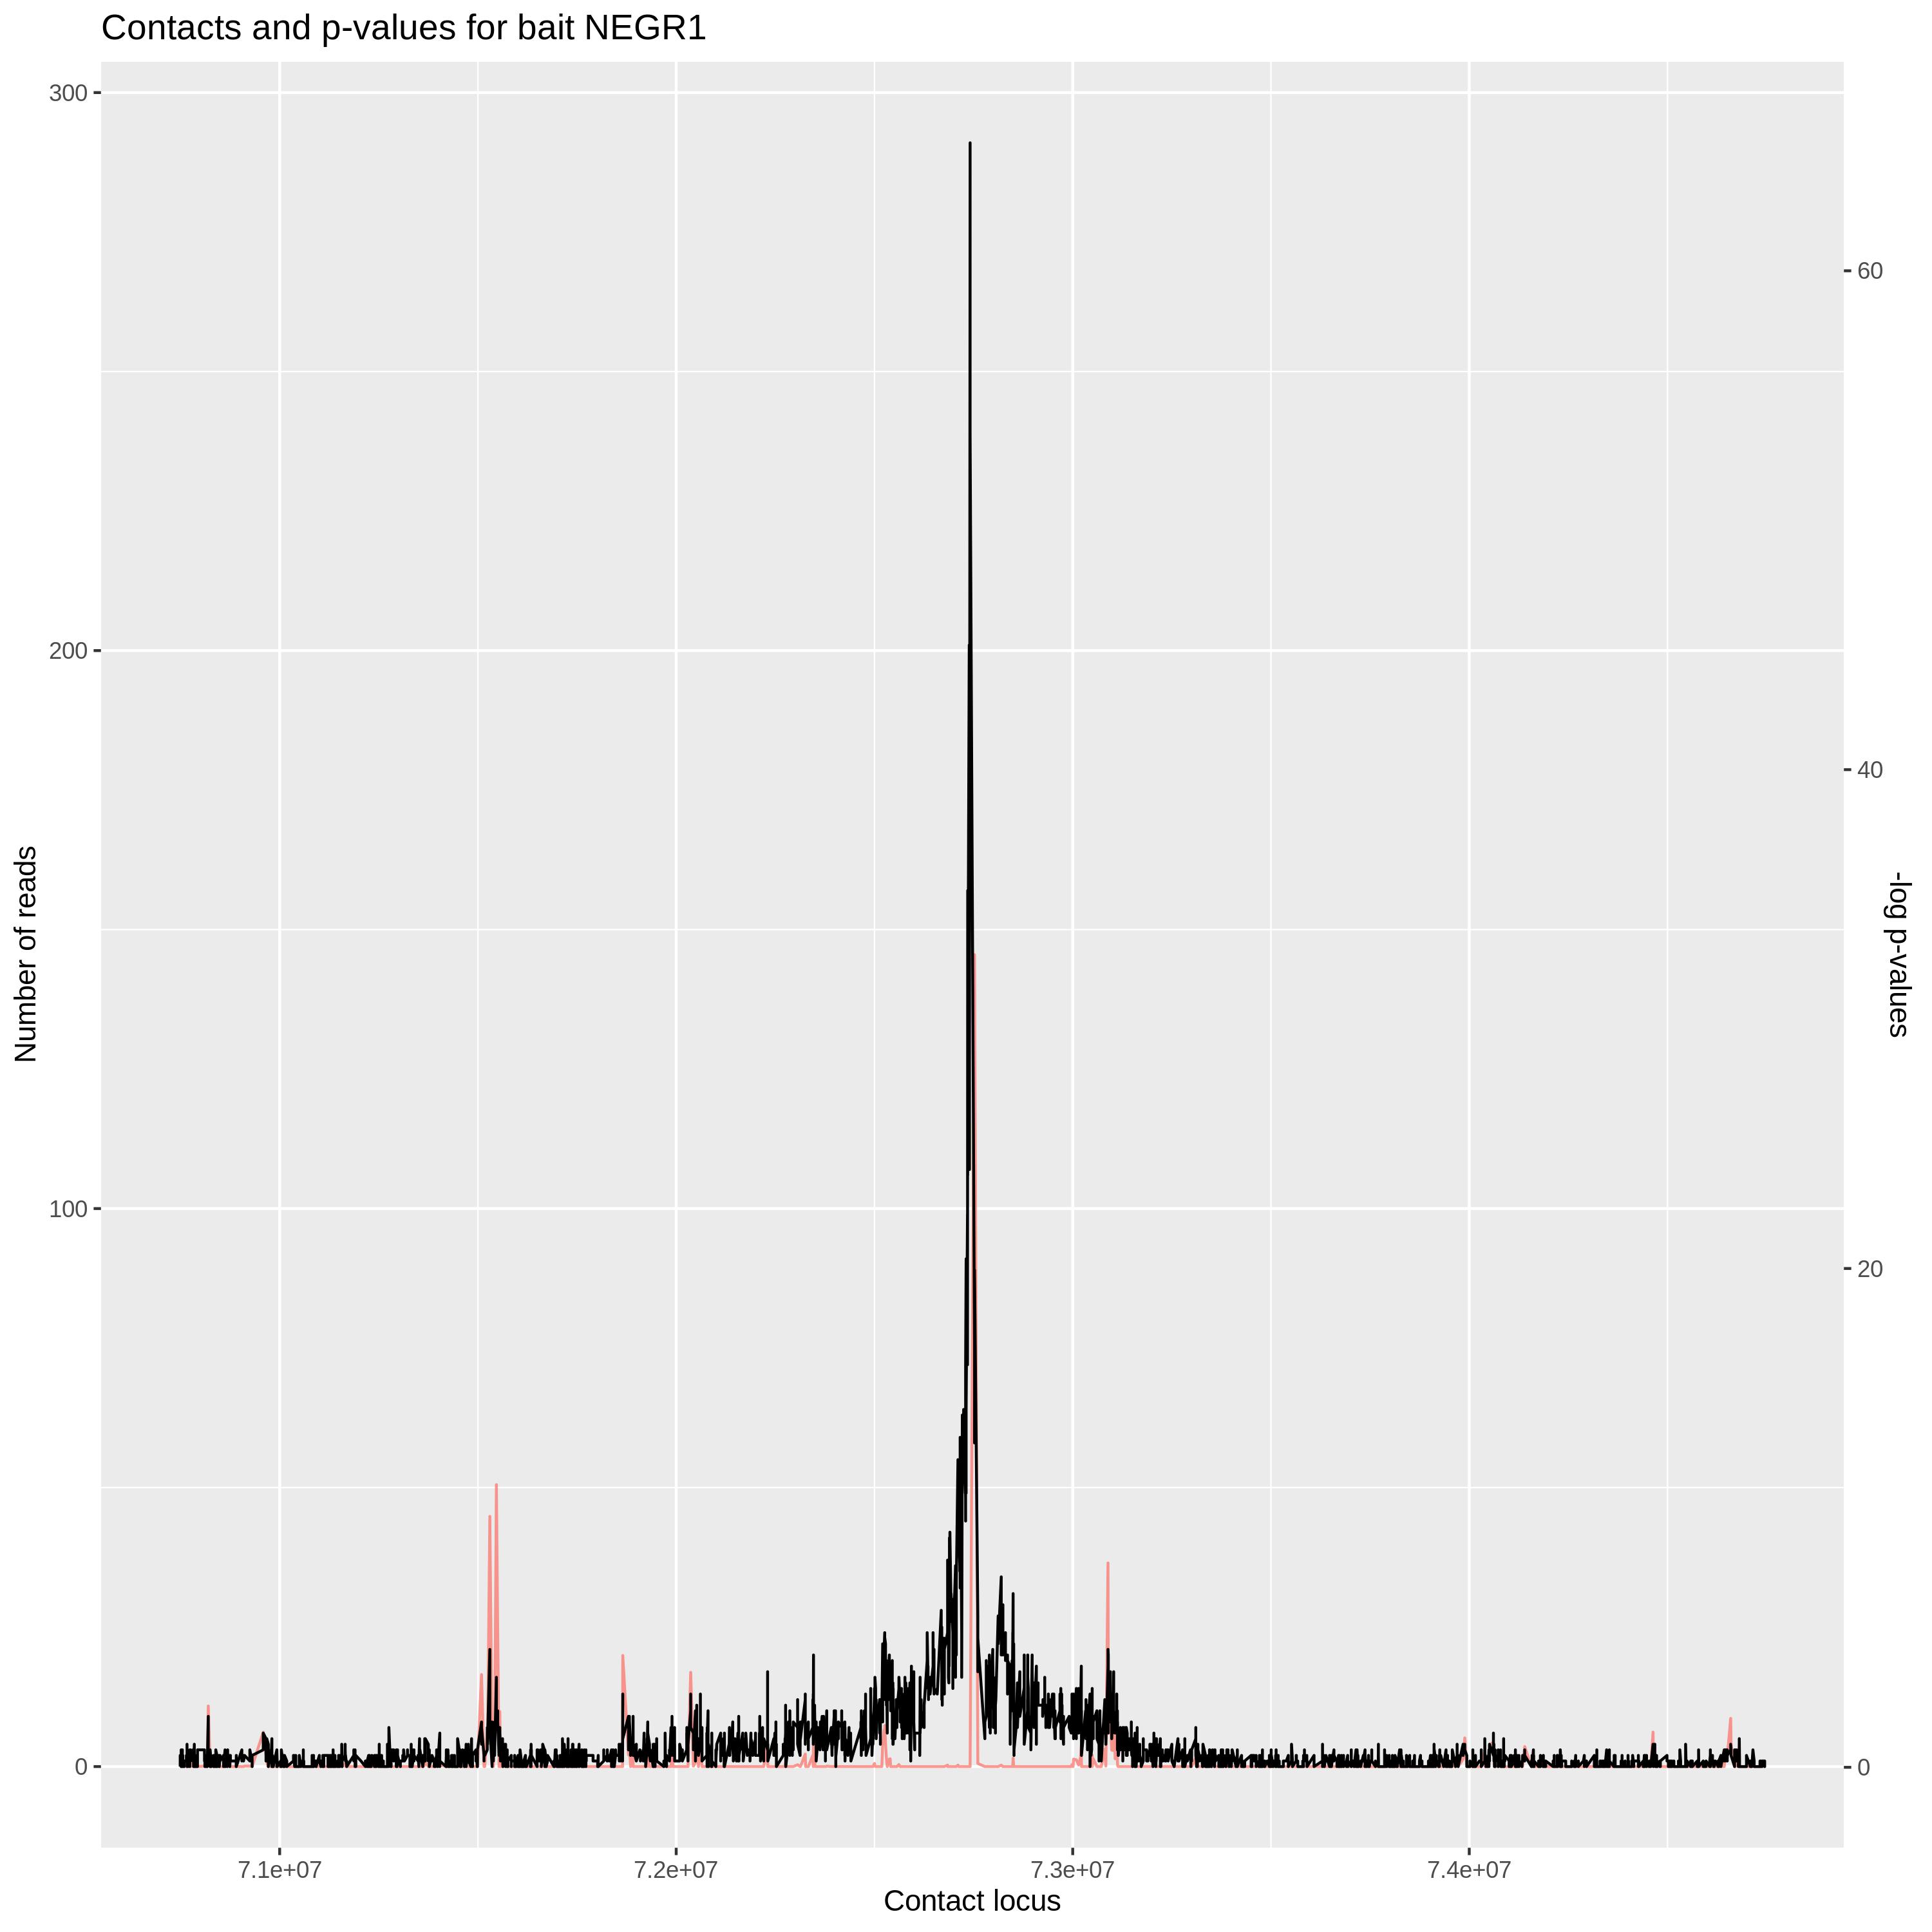 Contacts and p-values for bait NEGR1
300
200
100
0
Number of reads
60
40
20
0
-log p-values
7.1e+07 7.2e+07 7.3e+07 7.4e+07
Contact locus